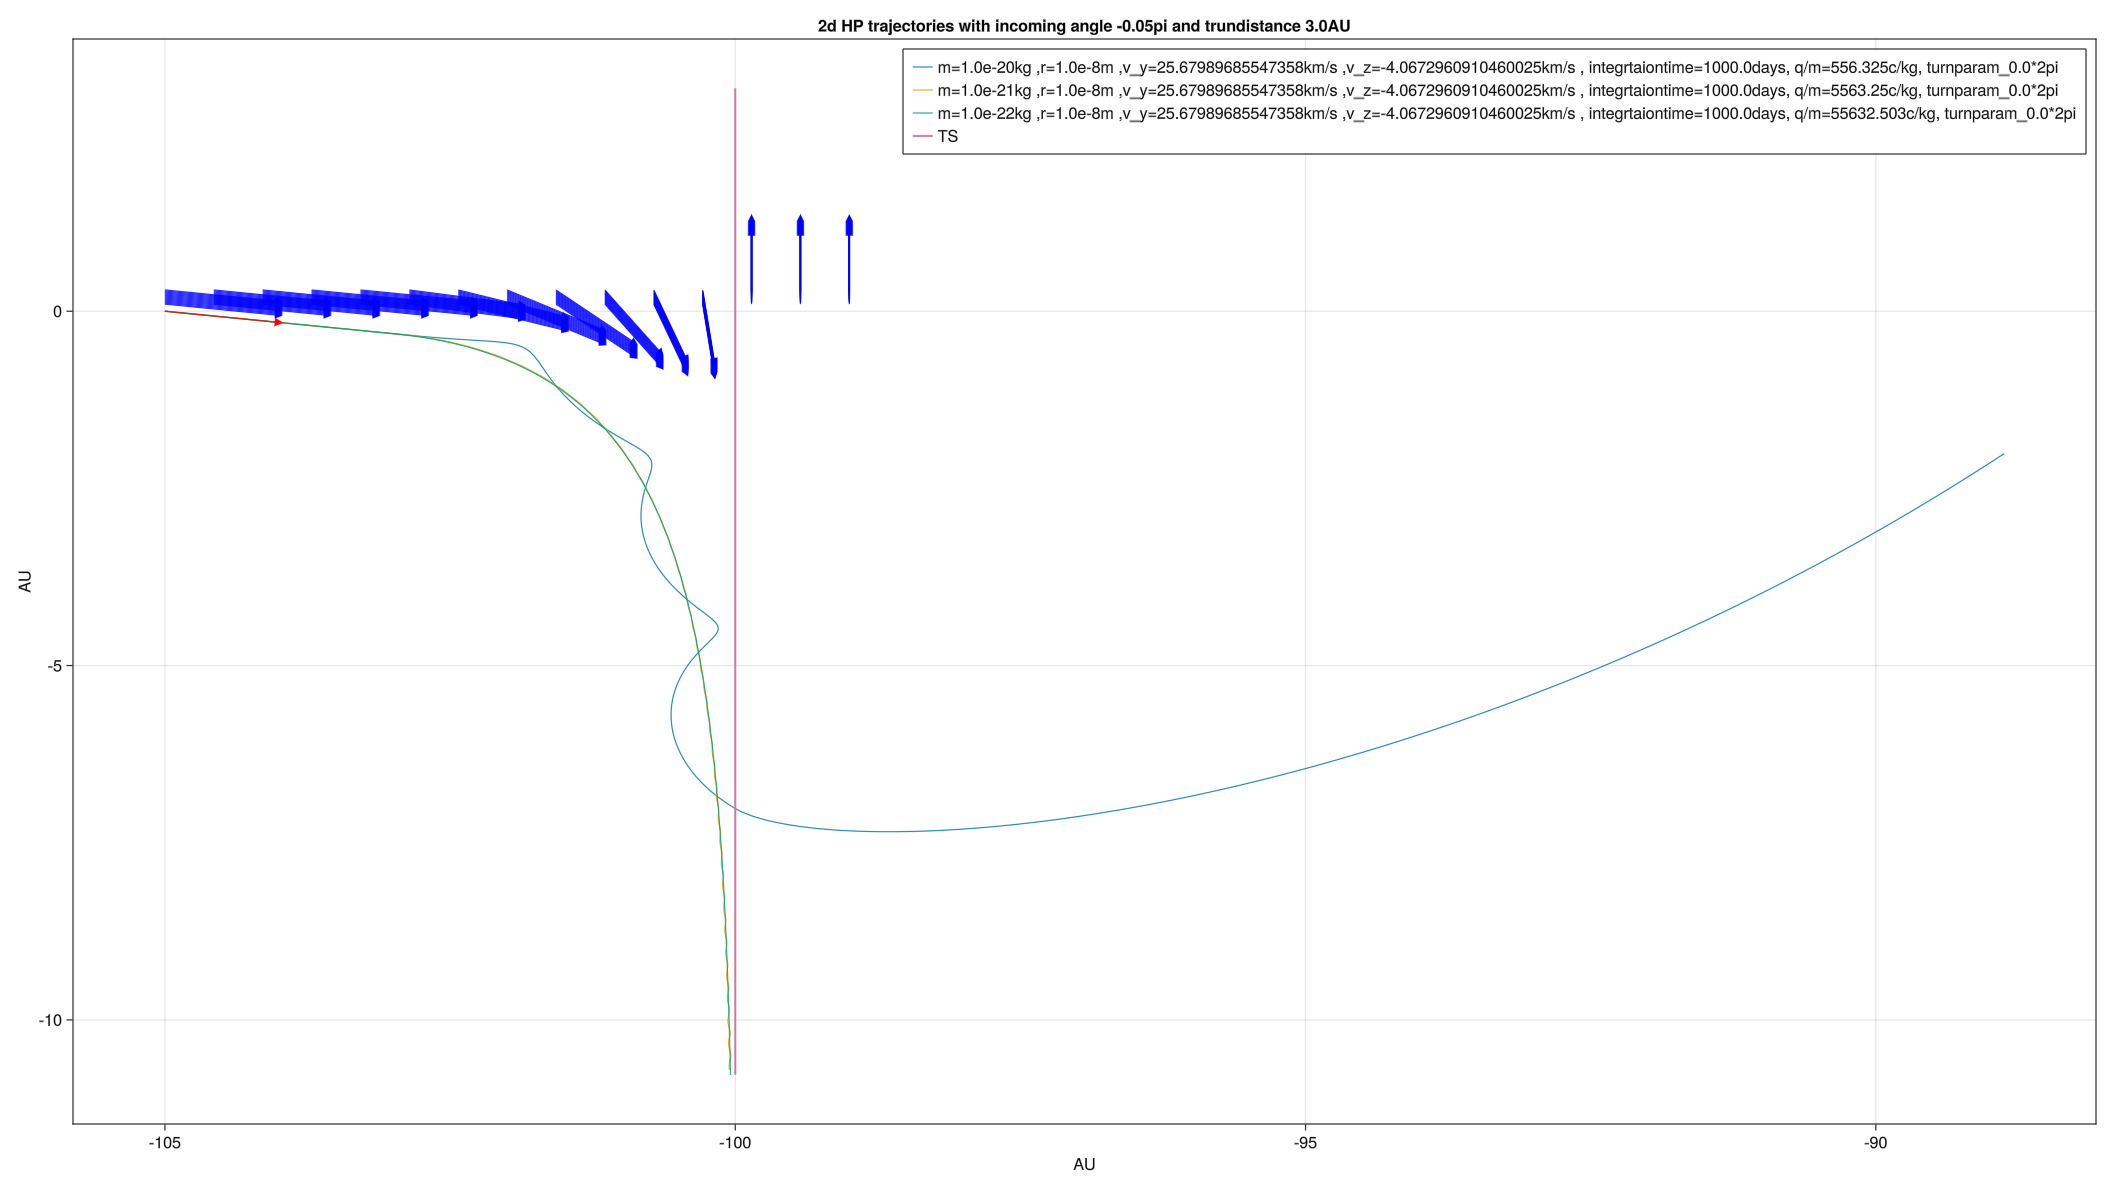 2d HP trajectories with incoming angle -0.05pi and trundistance 3.0AU
m=1.0e-20kg ,r=1.0e-8m ,v_y=25.67989685547358km/s ,v_z=-4.0672960910460025km/s , integrtaiontime=1000.0days, q/m=556.325c/kg, turnparam_0.0*2pi
m=1.0e-21kg ,r=1.0e-8m ,v_y=25.67989685547358km/s ,v_z=-4.0672960910460025km/s , integrtaiontime=1000.0days, q/m=5563.25c/kg, turnparam_0.0*2pi
m=1.0e-22kg ,r=1.0e-8m ,v_y=25.67989685547358km/s ,v_z=-4.0672960910460025km/s , integrtaiontime=1000.0days, q/m=55632.503c/kg, turnparam_0.0*2pi
TS
0
-5
-10
AU
-105
-100
-95
-90
AU